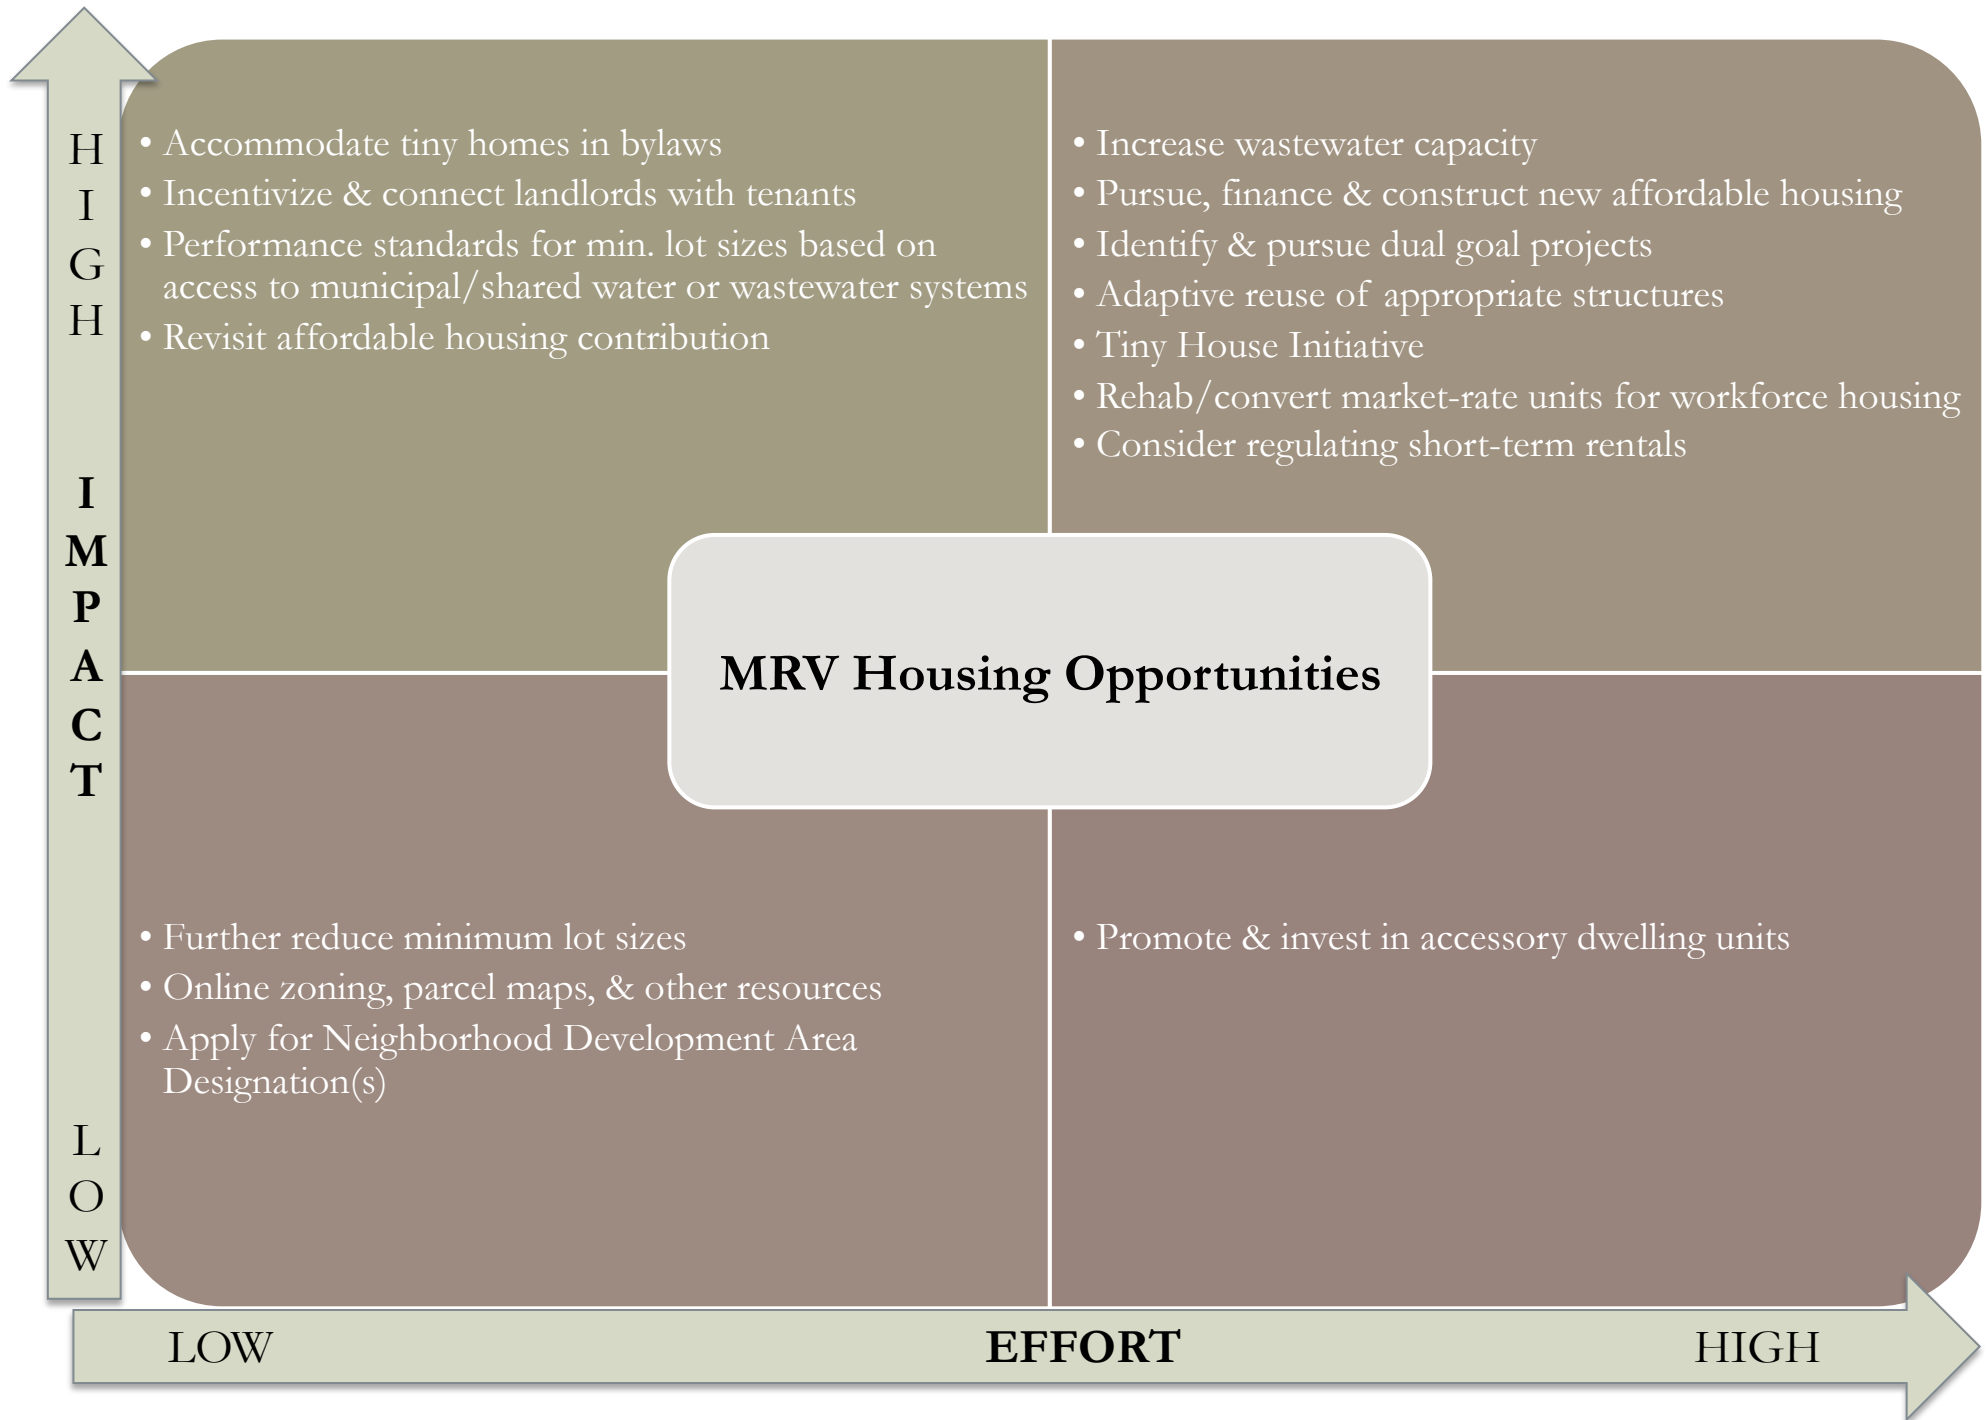 HIGH
IMPACT
LOW
• Accommodate tiny homes in bylaws
• Incentivize & connect landlords with tenants
• Performance standards for min. lot sizes based on
access to municipal/shared water or wastewater systems
• Revisit affordable housing contribution
• Increase wastewater capacity
• Pursue, finance & construct new affordable housing
• Identify & pursue dual goal projects
• Adaptive reuse of appropriate structures
• Tiny House Initiative
• Rehab/convert market-rate units for workforce housing
• Consider regulating short-term rentals
MRV Housing Opportunities
• Further reduce minimum lot sizes
• Online zoning, parcel maps, & other resources
• Apply for Neighborhood Development Area
Designation(s)
• Promote & invest in accessory dwelling units
LOW
EFFORT
HIGH